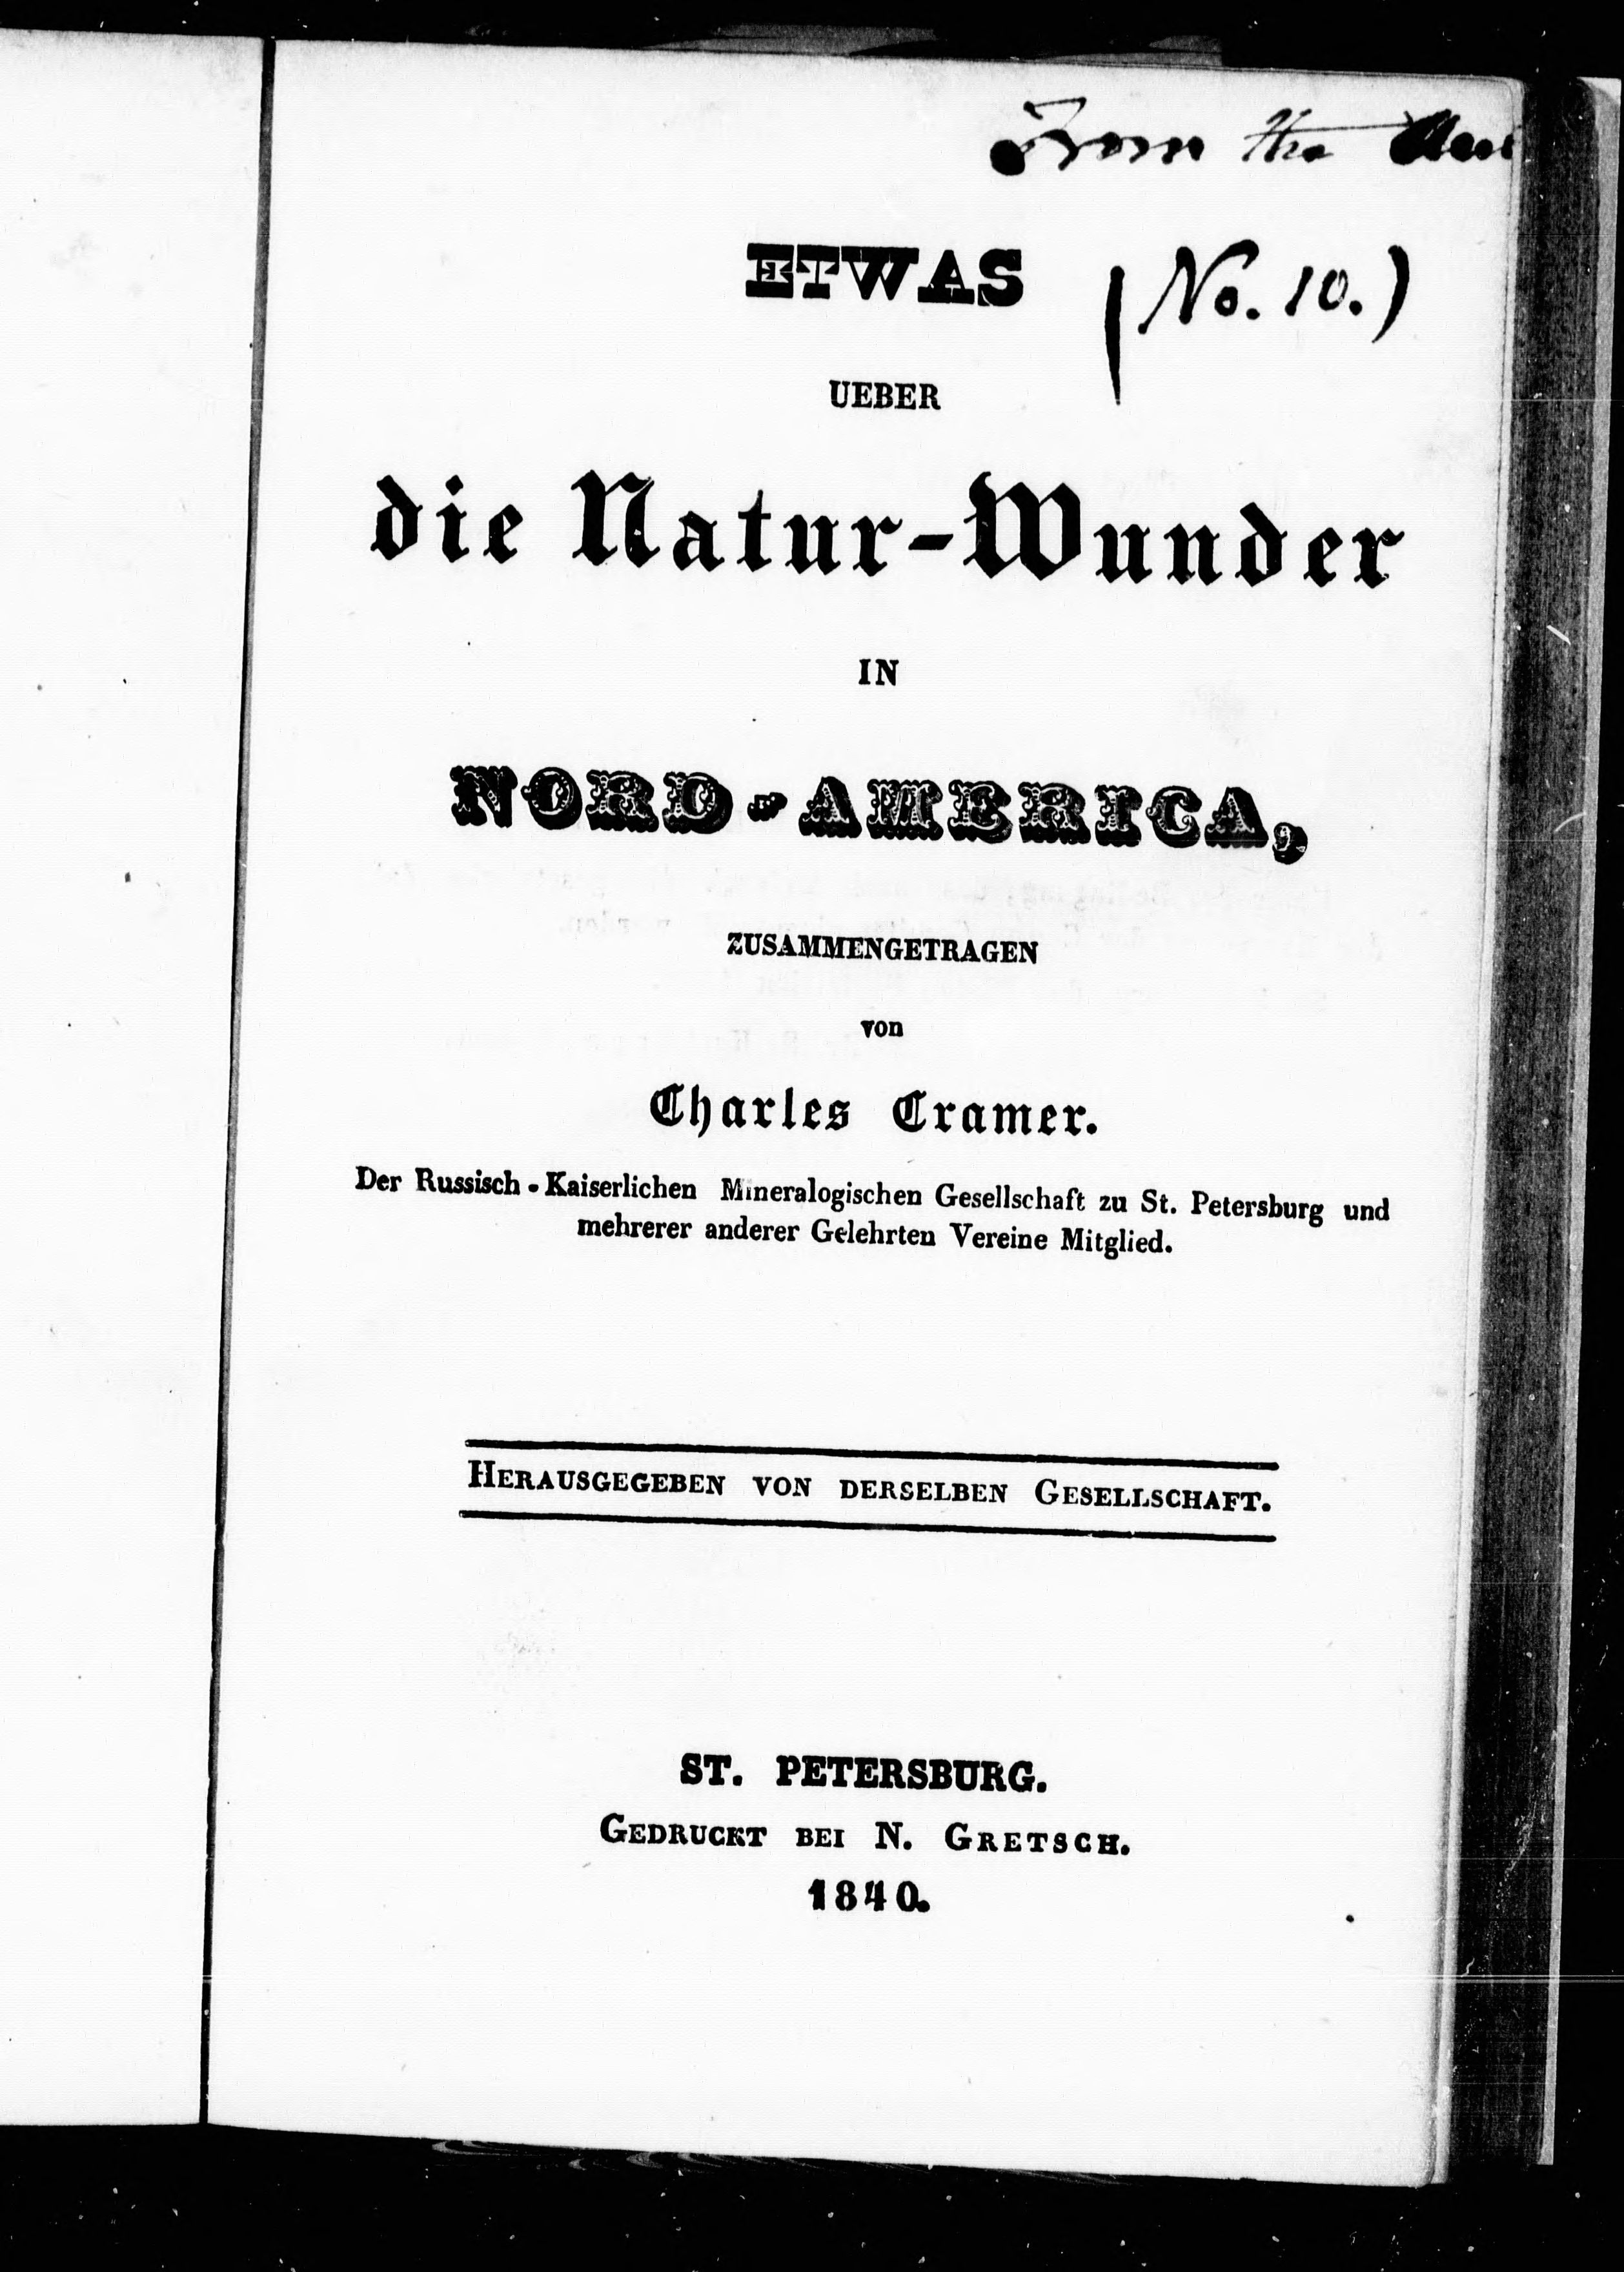 From the
ETWAS
(No. 10.)
UEBER
die Natur-Wunder
IN
NORD-AMERICA,
ZUSAMMENGETRAGEN
von
Charles Cramer.
Der Russisch-Kaiserlichen Mineralogischen Gesellschaft zu St. Petersburg und
mehrerer anderer Gelehrten Vereine Mitglied.
HERAUSGEGEBEN VON DERSELBEN GESELLSCHAFT.
ST. PETERSBURG.
GEDRUCKT BEI N. GRETSCH.
1840.